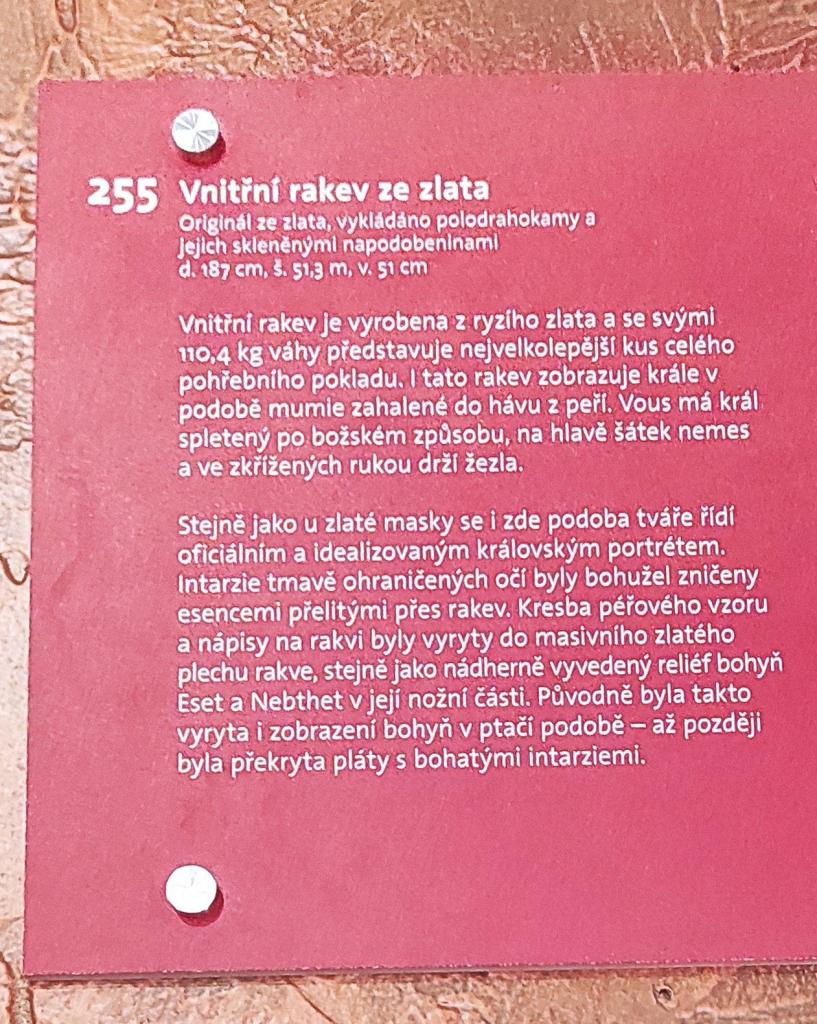 255 Vnitřní rakev ze zlata
Originál ze zlata, vykládáno polodrahokamy a
jejich skleněnými napodobeninami
d. 187 cm, š. 51,3 m, v. 51 cm
Vnitřní rakev je vyrobena z ryzího zlata a se svými
110,4 kg váhy představuje nejvelkolepější kus celého
pohřebního pokladu. I tato rakev zobrazuje krále v
podobě mumie zahalené do hávu z peří. Vous má král
spletený po božském způsobu, na hlavě šátek nemes
a ve zkřížených rukou drží žezla.
Stejně jako u zlaté masky se i zde podoba tváře řídí
oficiálním a idealizovaným královským portrétem.
Intarzie tmavě ohraničených očí byly bohužel zničeny
esencemi přelitými přes rakev. Kresba péřového vzoru
a nápisy na rakvi byly vyryty do masivního zlatého
plechu rakve, stejně jako nádherně vyvedený reliéf bohyň
Eset a Nebthet v její nožní části. Původně byla takto
vyryta i zobrazení bohyň v ptačí podobě – až později
byla překryta pláty s bohatými intarziemi.